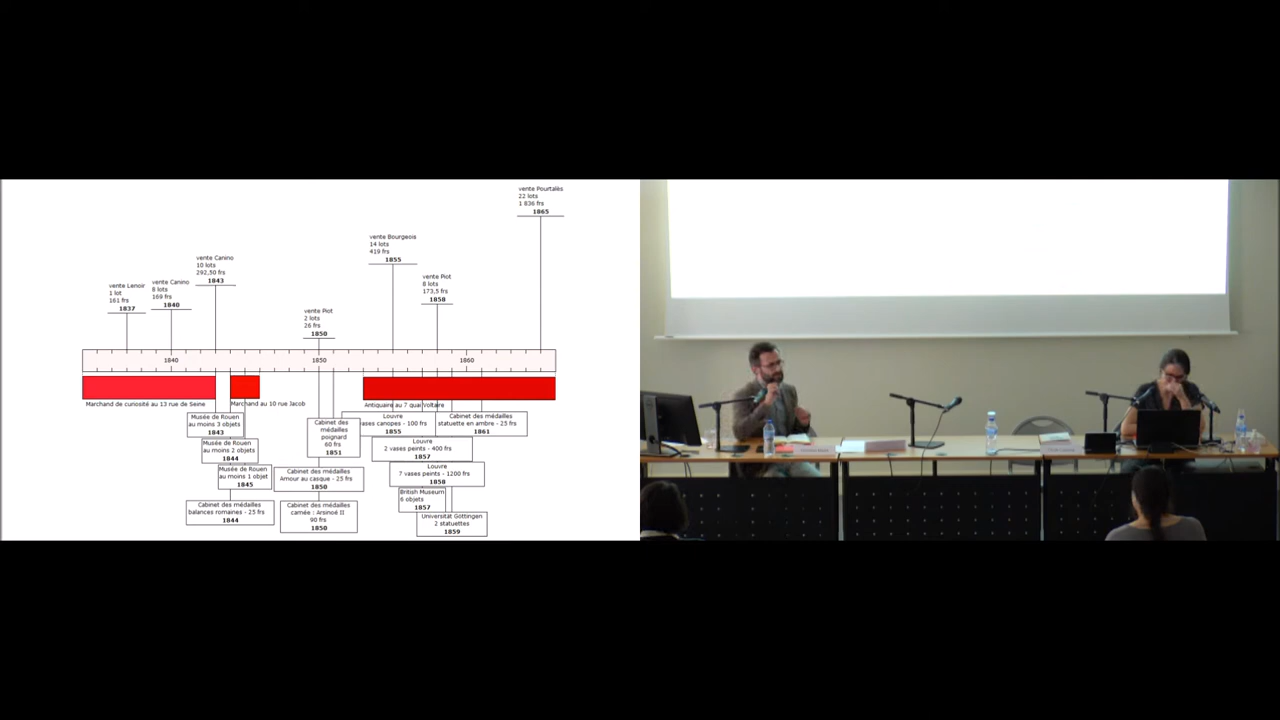 vente Pourtalès
22 lots
1 836 frs
1865
vente Bourgeois
14 lots
419 frs
1855
vente Canino
10 lots
292,50 frs
1843
vente Piot
8 lots
173,5 frs
1858
vente Canino
8 lots
169 frs
1840
vente Lenoir
1 lot
161 frs
1837
vente Piot
2 lots
26 frs
1850
1840
1850
1860
Marchand de curiosité au 13 rue de Seine
Marchand au 10 rue Jacob
Antiquaire au 7 quai Voltaire
Musée de Rouen
au moins 3 objets
1843
Musée de Rouen
au moins 2 objets
1844
Musée de Rouen
au moins 1 objet
1845
Cabinet des médailles
balances romaines - 25 frs
1844
Cabinet des
médailles
poignard
60 frs
1851
Cabinet des médailles
Amour au casque - 25 frs
1850
Cabinet des médailles
camée : Arsinoé II
90 frs
1850
Louvre
vases canopes - 100 frs
1855
Cabinet des médailles
statuette en ambre - 25 frs
1861
Louvre
2 vases peints - 400 frs
1857
Louvre
7 vases peints - 1200 frs
1858
British Museum
6 objets
1857
Universität Göttingen
2 statuettes
1859